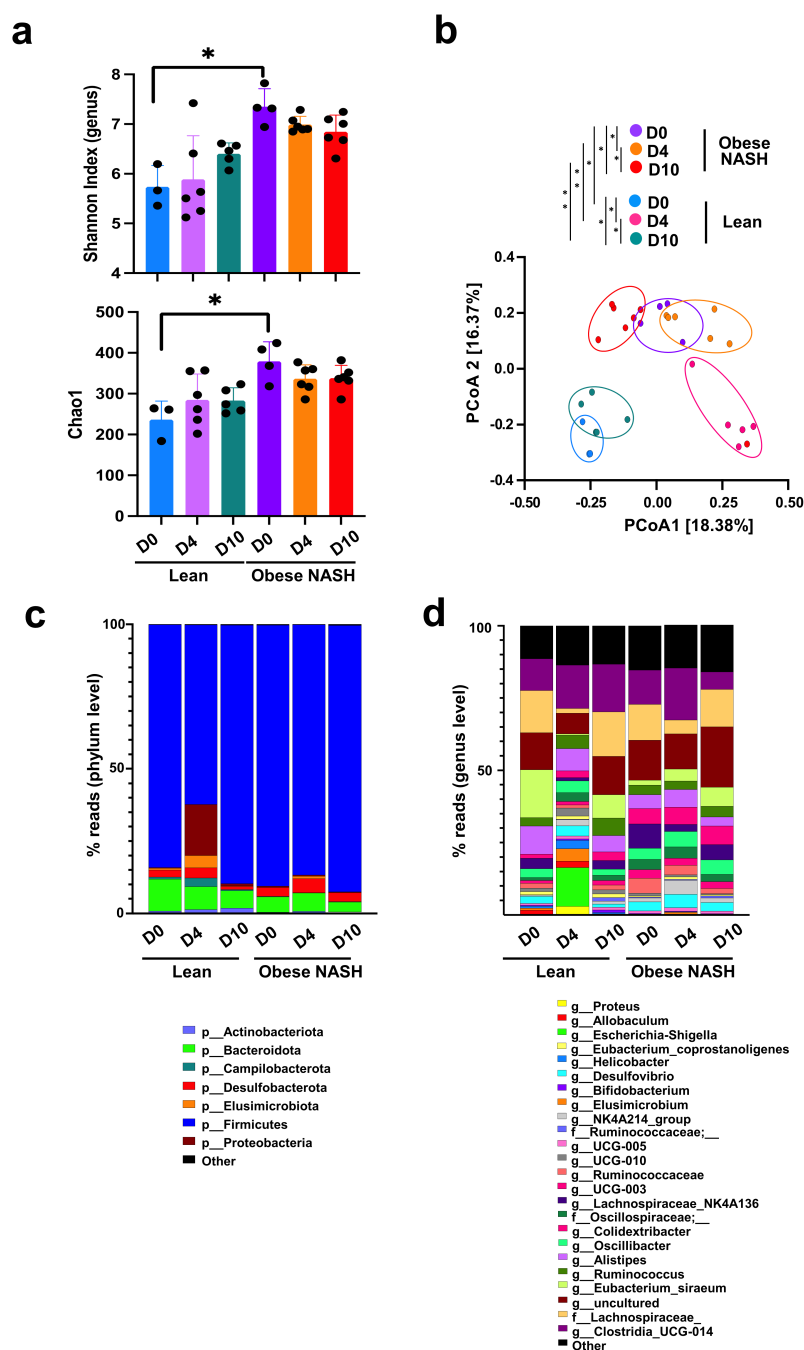 a
*
Shannon Index (genus)
8
7
6
5
4
*
Chao1
500
400
300
200
100
0
D0 D4 D10 D0 D4 D10
Lean Obese NASH
b
D0
D4
D10
Obese
NASH
D0
D4
D10
Lean
* * * * * * * * * * * *
PCoA 2 [16.37%]
0.4
0.2
0.0
-0.2
-0.4
-0.50 -0.25 0.00 0.25 0.50
PCoA1 [18.38%]
c
% reads (phylum level)
100
50
0
D0 D4 D10 D0 D4 D10
Lean Obese NASH
p__Actinobacteriota
p__Bacteroidota
p__Campilobacterota
p__Desulfobacterota
p__Elusimicrobiota
p__Firmicutes
p__Proteobacteria
Other
d
% reads (genus level)
100
50
D0 D4 D10 D0 D4 D10
Lean Obese NASH
g__Proteus
g__Allobaculum
g__Escherichia-Shigella
g__Eubacterium_coprostanoligenes
g__Helicobacter
g__Desulfovibrio
g__Bifidobacterium
g__Elusimicrobium
g__NK4A214_group
f__Ruminococcaceae;__
g__UCG-005
g__UCG-010
g__Ruminococcaceae
g__UCG-003
g__Lachnospiraceae_NK4A136
f__Oscillospiraceae;__
g__Colidextribacter
g__Oscillibacter
g__Alistipes
g__Ruminococcus
g__Eubacterium_siraeum
g__uncultured
f__Lachnospiraceae_
g__Clostridia_UCG-014
Other